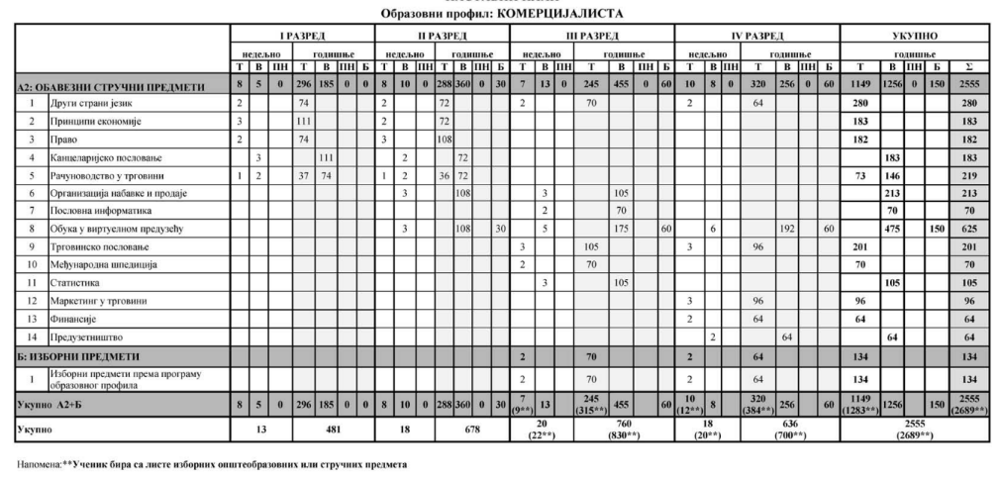 Образовни профил: КОМЕРЦИЈАЛИСТА
I РАЗРЕД II РАЗРЕД III РАЗРЕД IV РАЗРЕД УКУПНО
недељно годишње недељно годишње недељно годишње недељно годишње годишње
Т В ПН Т В ПН Б Т В ПН Т В ПН Б Т В ПН Т В ПН Б Т В ПН Т В ПН Б Т В ПН Б Σ
А2: ОБАВЕЗНИ СТРУЧНИ ПРЕДМЕТИ 8 5 0 296 185 0 0 8 10 0 288 360 0 30 7 13 0 245 455 0 60 10 8 0 320 256 0 60 1149 1256 0 150 2555
1 Други страни језик 2 74 2 72 2 70 2 64 280 280
2 Принципи економије 3 111 2 72 183 183
3 Право 2 74 3 108 182 182
4 Канцеларијско пословање 3 111 2 72 183 183
5 Рачуноводство у трговини 1 2 37 74 1 2 36 72 73 146 219
6 Организација набавке и продаје 3 108 3 105 213 213
7 Пословна информатика 2 70 70 70
8 Обука у виртуелном предузећу 3 108 30 5 175 60 6 192 60 475 150 625
9 Трговинско пословање 3 105 3 96 201 201
10 Међународна шпедиција 2 70 70 70
11 Статистика 3 105 105 105
12 Маркетинг у трговини 3 96 96 96
13 Финансије 2 64 64 64
14 Предузетништво 2 64 64 64
Б: ИЗБОРНИ ПРЕДМЕТИ 2 70 2 64 134 134
1 Изборни предмети према програму образовног профила 2 70 2 64 134 134
Укупно А2+Б 8 5 0 296 185 0 0 8 10 0 288 360 0 30 7 (9**) 13 245 (315**) 455 60 10 (12**) 8 320 (384**) 256 60 1149 (1283**) 1256 150 2555 (2689**)
Укупно 13 481 18 678 20 (22**) 760 (830**) 18 (20**) 636 (700**) 2555 (2689**)
Напомена:**Ученик бира са листе изборних општеобразовних или стручних предмета